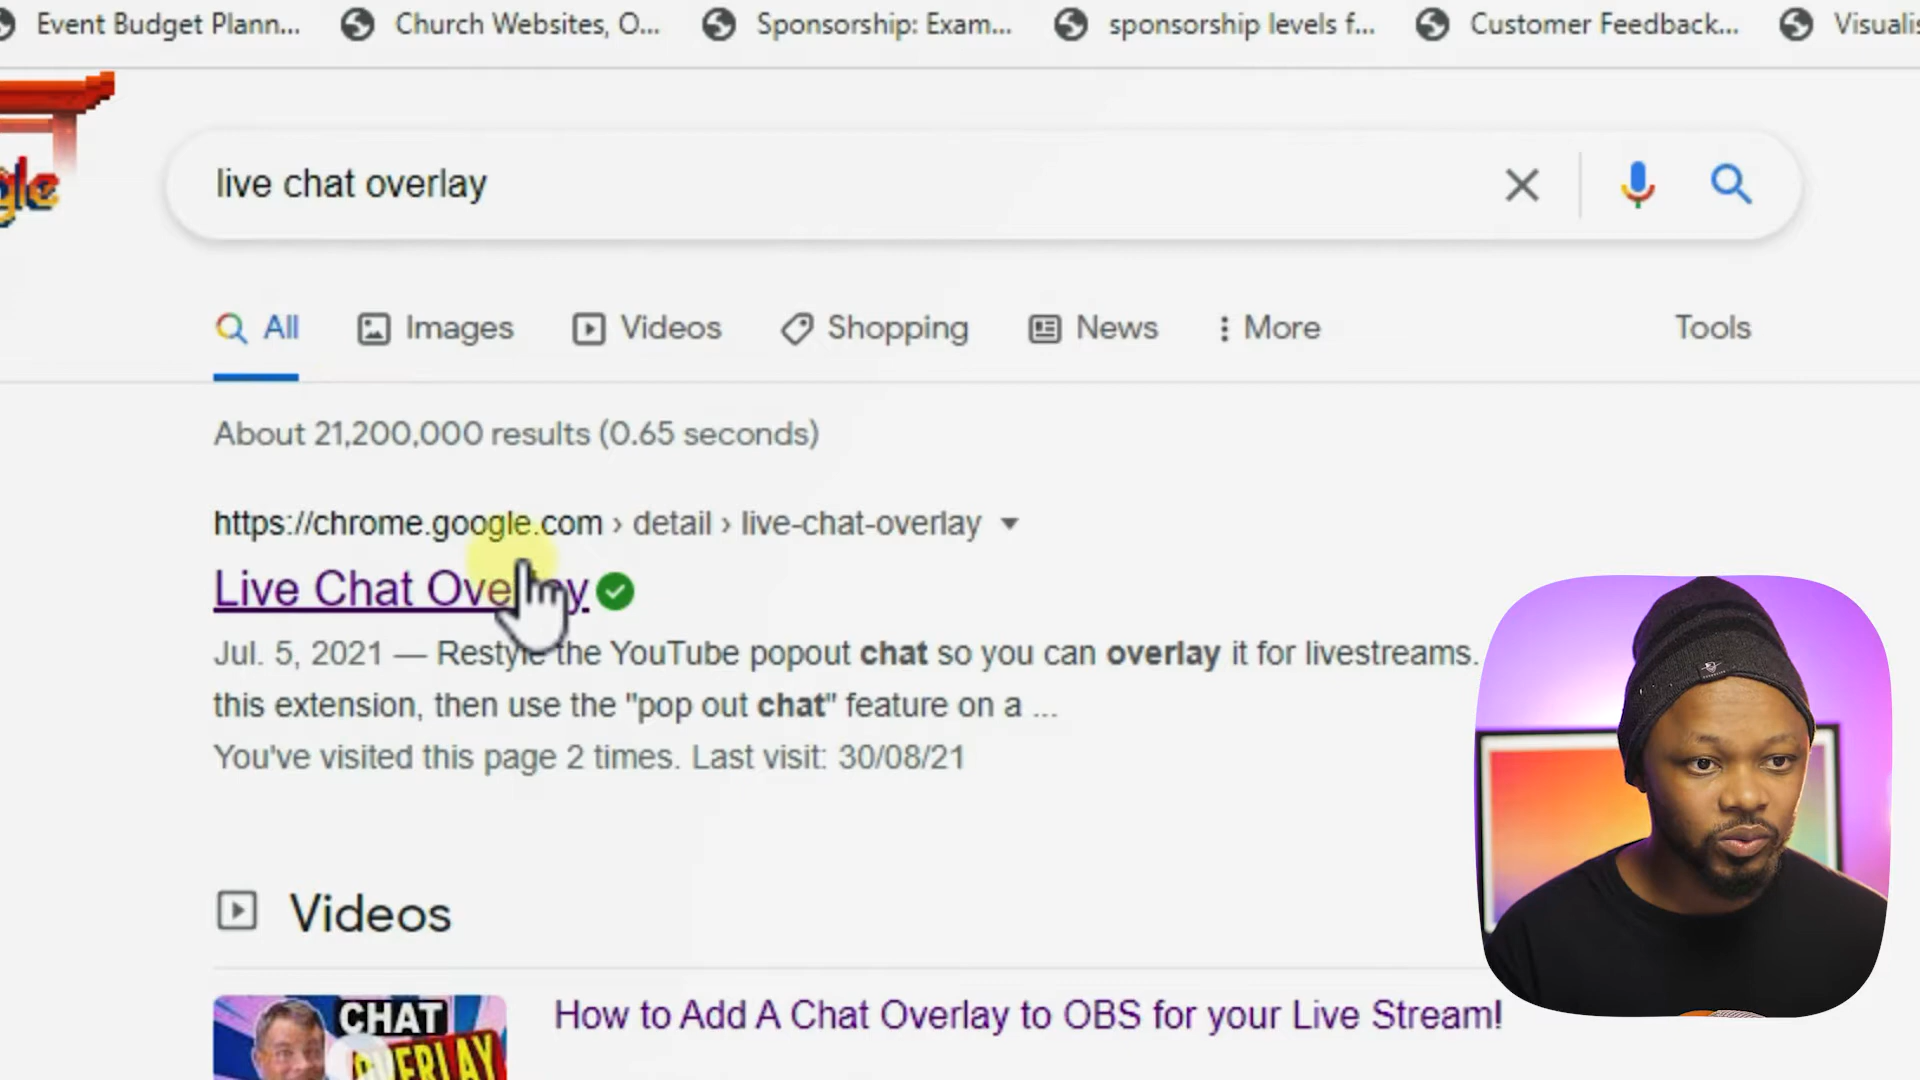 Event Budget Plann...
Church Websites, O...
Sponsorship: Exam...
sponsorship levels f...
Customer Feedback...
Visualis
gle
live chat overlay
All
Images
Videos
Shopping
News
More
Tools
About 21,200,000 results (0.65 seconds)
https://chrome.google.com › detail › live-chat-overlay
Live Chat Overlay
Jul. 5, 2021 — Restyle the YouTube popout chat so you can overlay it for livestreams.
this extension, then use the "pop out chat" feature on a ...
You've visited this page 2 times. Last visit: 30/08/21
Videos
CHAT
OVERLAY
How to Add A Chat Overlay to OBS for your Live Stream!